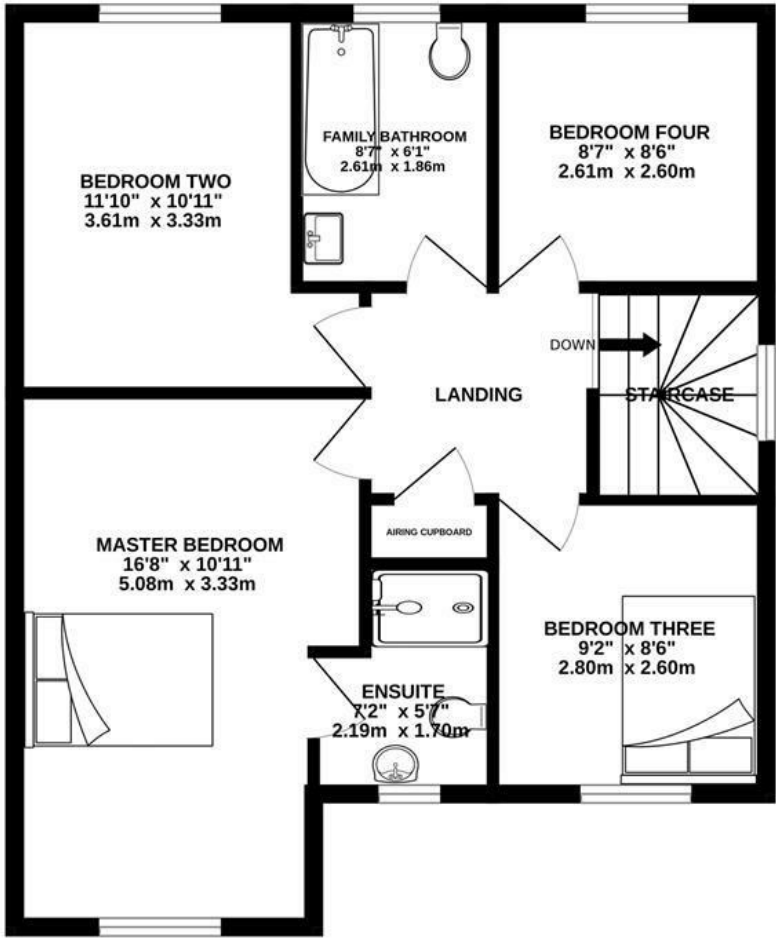 FAMILY BATHROOM
8'7" x 6'1"
2.61m x 1.86m
BEDROOM FOUR
8'7" x 8'6"
2.61m x 2.60m
BEDROOM TWO
11'10" x 10'11"
3.61m x 3.33m
DOWN
LANDING
STAIRCASE
AIRING CUPBOARD
MASTER BEDROOM
16'8" x 10'11"
5.08m x 3.33m
BEDROOM THREE
9'2" x 8'6"
2.80m x 2.60m
ENSUITE
7'2" x 5'7"
2.19m x 1.70m